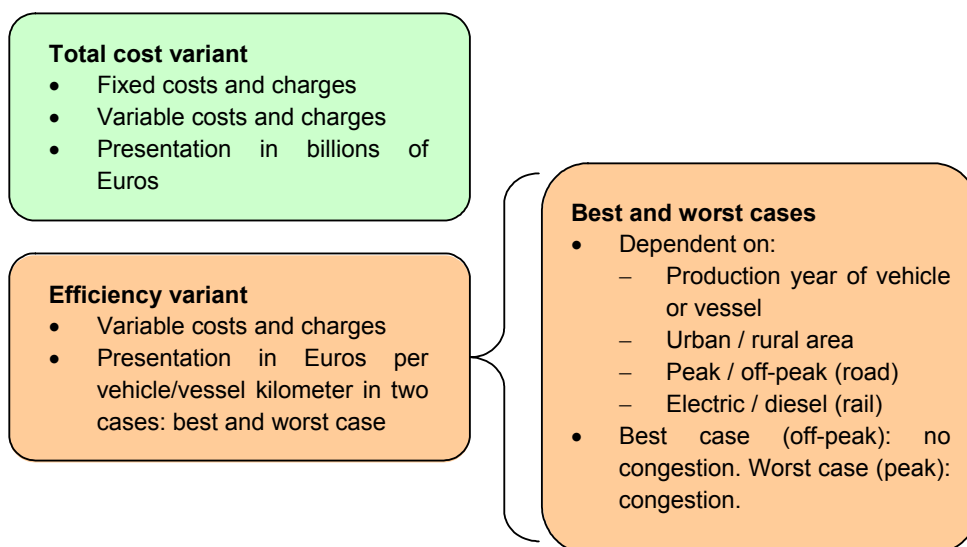 Total cost variant
• Fixed costs and charges
• Variable costs and charges
• Presentation in billions of
Euros
Efficiency variant
• Variable costs and charges
• Presentation in Euros per
vehicle/vessel kilometer in two
cases: best and worst case
Best and worst cases
• Dependent on:
− Production year of vehicle
or vessel
− Urban / rural area
− Peak / off-peak (road)
− Electric / diesel (rail)
• Best case (off-peak): no
congestion. Worst case (peak):
congestion.